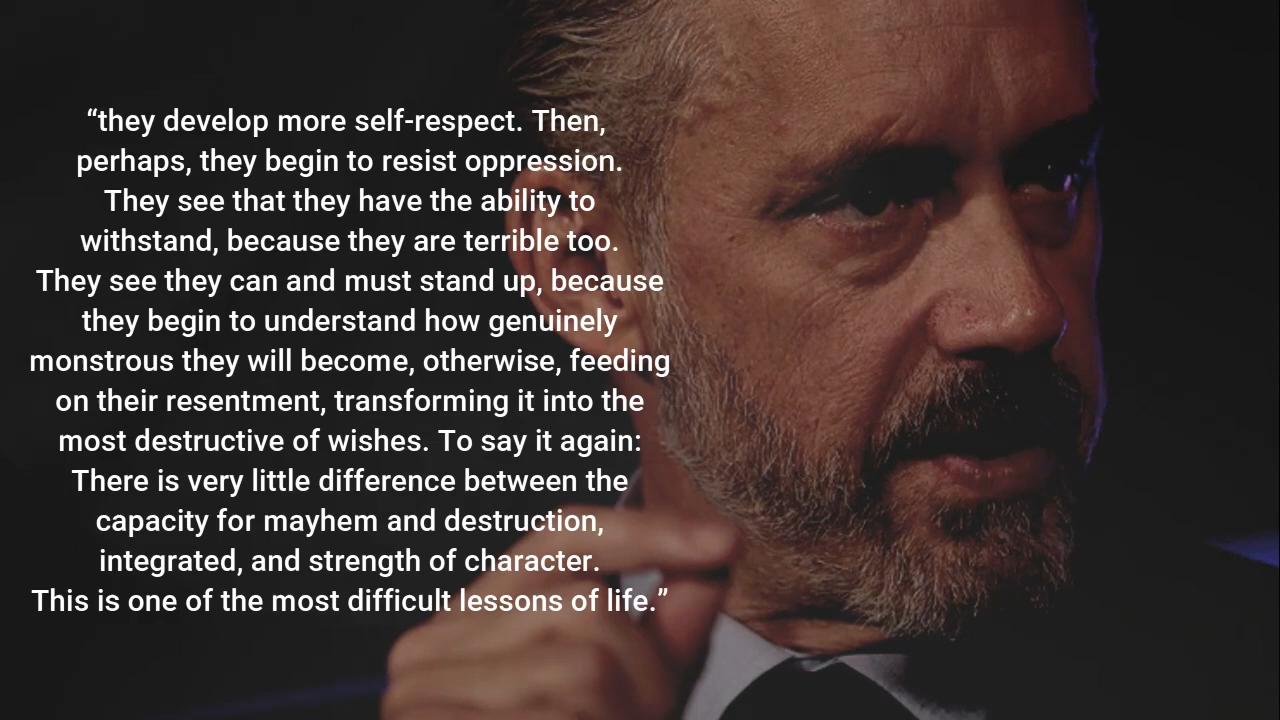 “they develop more self-respect. Then,
perhaps, they begin to resist oppression.
They see that they have the ability to
withstand, because they are terrible too.
They see they can and must stand up, because
they begin to understand how genuinely
monstrous they will become, otherwise, feeding
on their resentment, transforming it into the
most destructive of wishes. To say it again:
There is very little difference between the
capacity for mayhem and destruction,
integrated, and strength of character.
This is one of the most difficult lessons of life.”